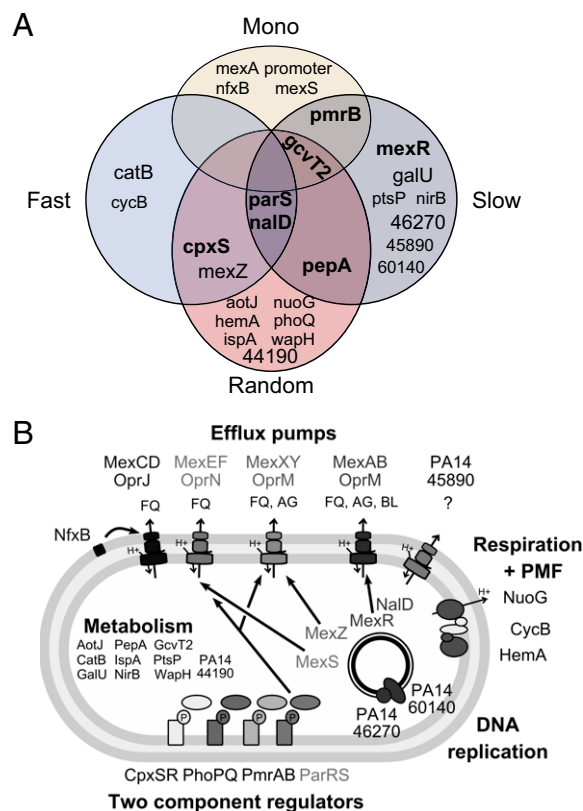 A
Mono
mexA promoter
nfxB mexS
pmrB
gcvT2
mexR
galU
ptsP nirB
46270
45890
60140
catB
cycB
Fast
Slow
parS
nalD
cpxS
mexZ
pepA
aotJ nuoG
hemA phoQ
ispA wapH
44190
Random
B
Efflux pumps
MexCD MexEF MexXY MexAB PA14
OprJ OprN OprM OprM 45890
FQ FQ FQ, AG FQ, AG, BL ?
NfxB
H+ H+ H+ H+ H+
Respiration
+ PMF
H+
NuoG
CycB
HemA
Metabolism
AotJ PepA GcvT2
CatB IspA PtsP PA14
GalU NirB WapH 44190
MexZ
MexS
NalD
MexR
PA14
60140
PA14
46270
DNA
replication
P P P P
CpxSR PhoPQ PmrAB ParRS
Two component regulators